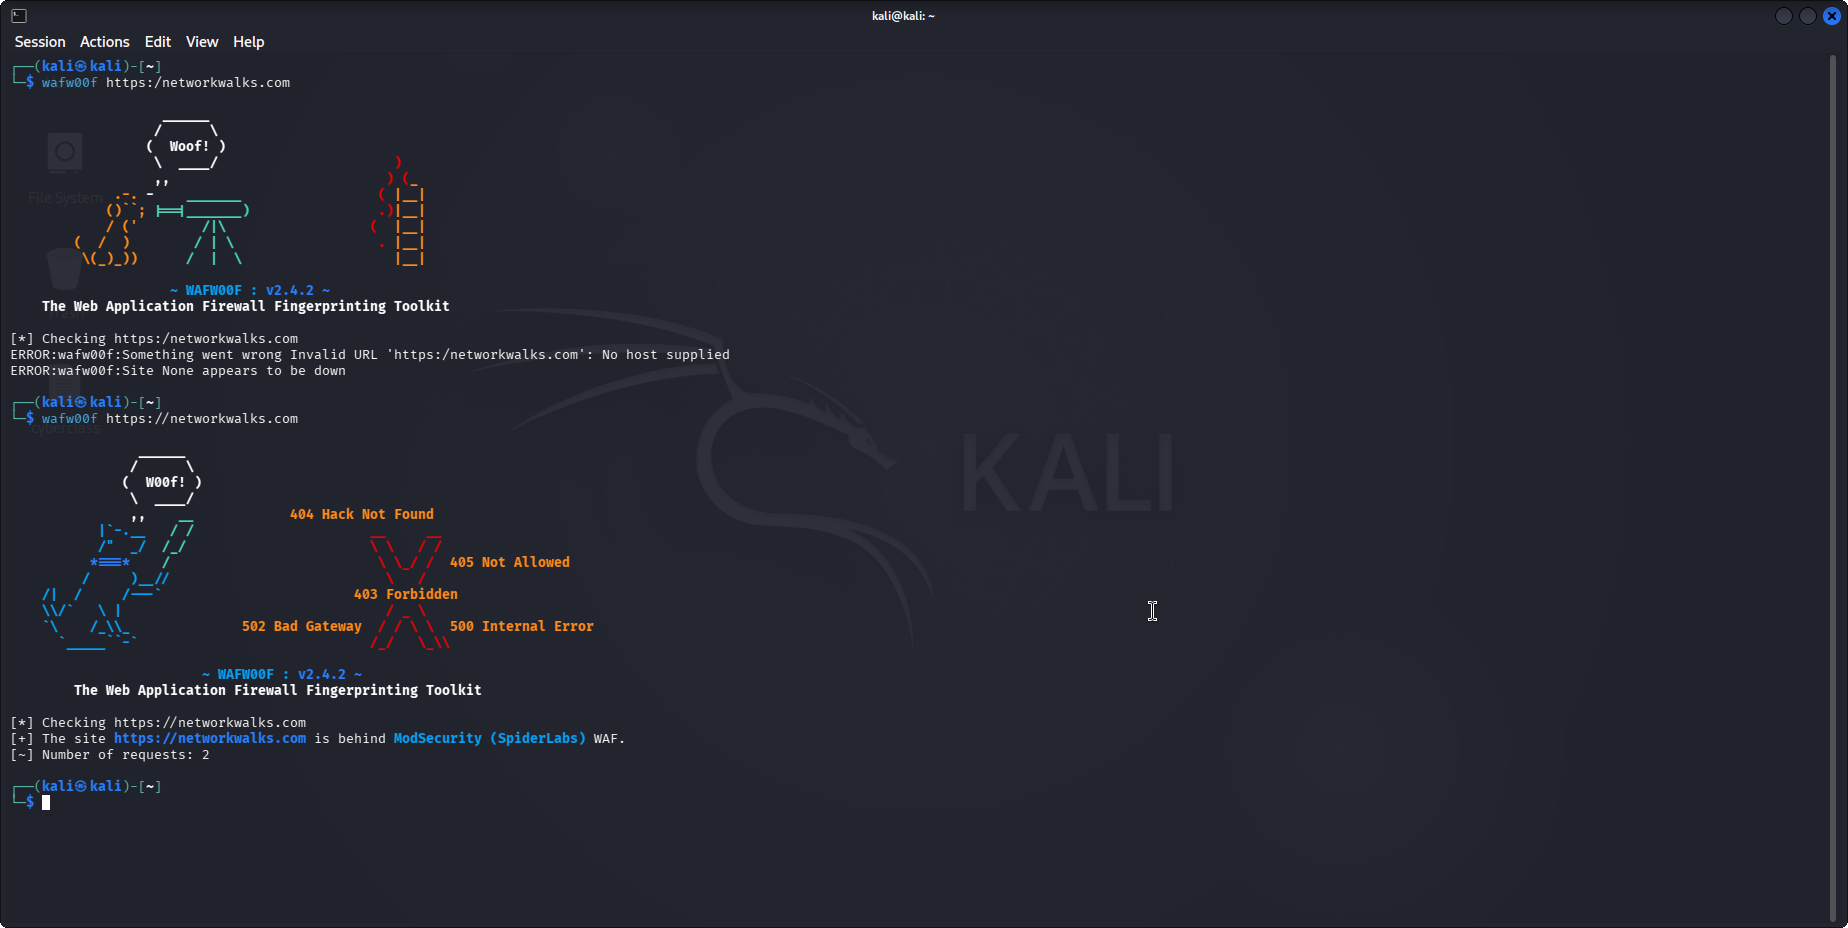 kali@kali: ~
Session Actions Edit View Help
┌──(kali㉿kali)-[~]
└─$ wafw00f https:/networkwalks.com
Woof!
File System
~ WAFW00F : v2.4.2 ~
The Web Application Firewall Fingerprinting Toolkit
[*] Checking https:/networkwalks.com
ERROR:wafw00f:Something went wrong Invalid URL 'https:/networkwalks.com': No host supplied
ERROR:wafw00f:Site None appears to be down
┌──(kali㉿kali)-[~]
└─$ wafw00f https://networkwalks.com
cyberclass
KALI
W00f!
404 Hack Not Found
405 Not Allowed
403 Forbidden
502 Bad Gateway 500 Internal Error
~ WAFW00F : v2.4.2 ~
The Web Application Firewall Fingerprinting Toolkit
[*] Checking https://networkwalks.com
[+] The site https://networkwalks.com is behind ModSecurity (SpiderLabs) WAF.
[~] Number of requests: 2
┌──(kali㉿kali)-[~]
└─$